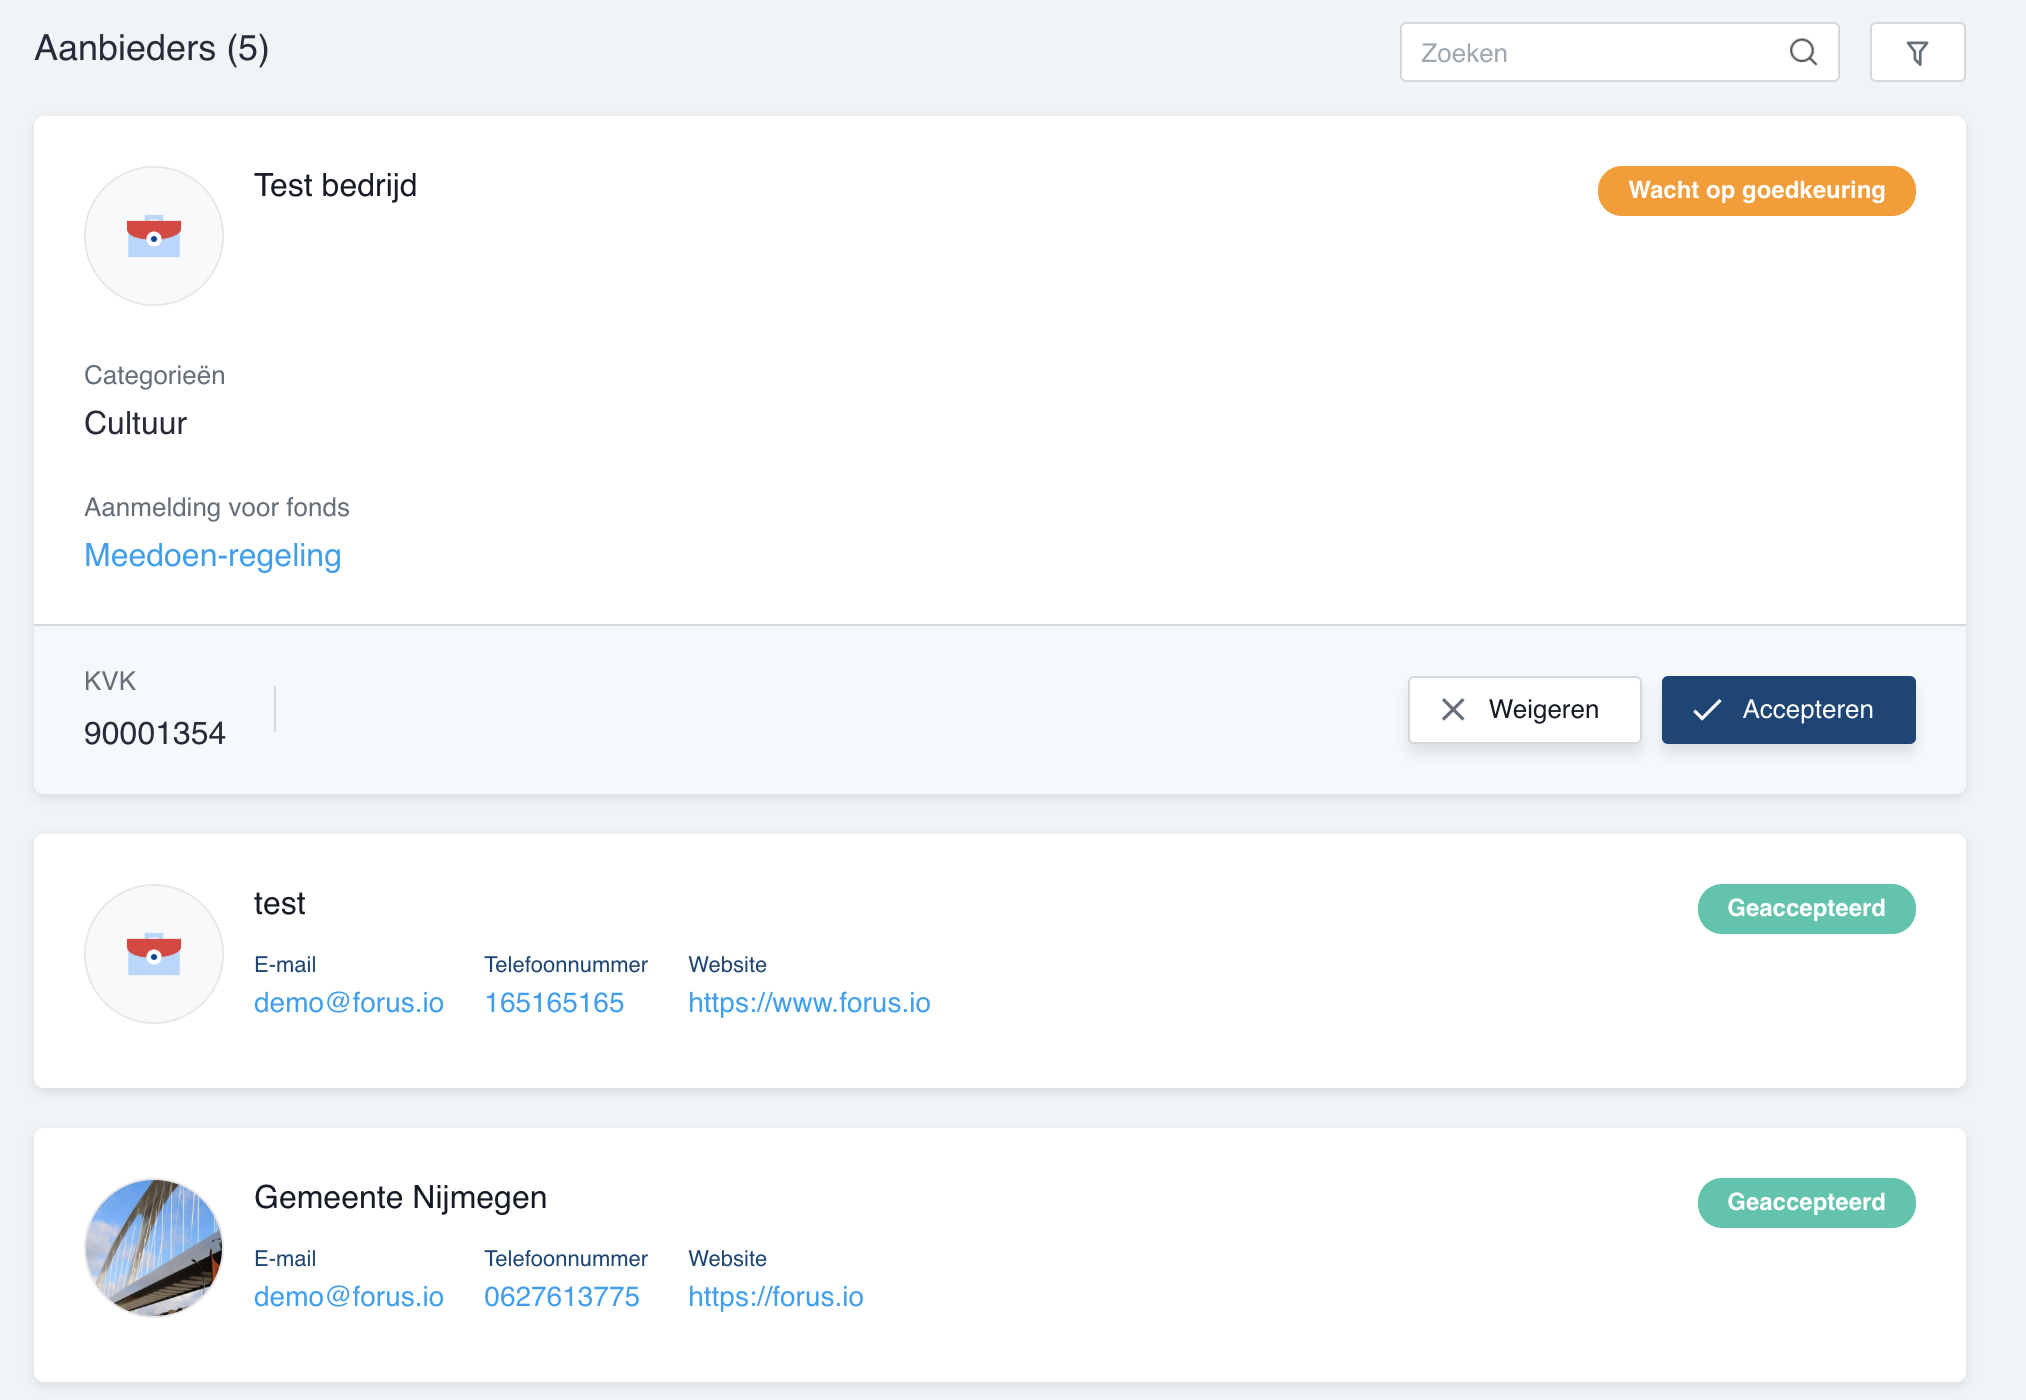 Aanbieders (5)
Zoeken
Test bedrijd
Wacht op goedkeuring
Categorieën
Cultuur
Aanmelding voor fonds
Meedoen-regeling
KVK
90001354
Weigeren
Accepteren
test
Geaccepteerd
E-mail Telefoonnummer Website
demo@forus.io 165165165 https://www.forus.io
Gemeente Nijmegen
Geaccepteerd
E-mail Telefoonnummer Website
demo@forus.io 0627613775 https://forus.io